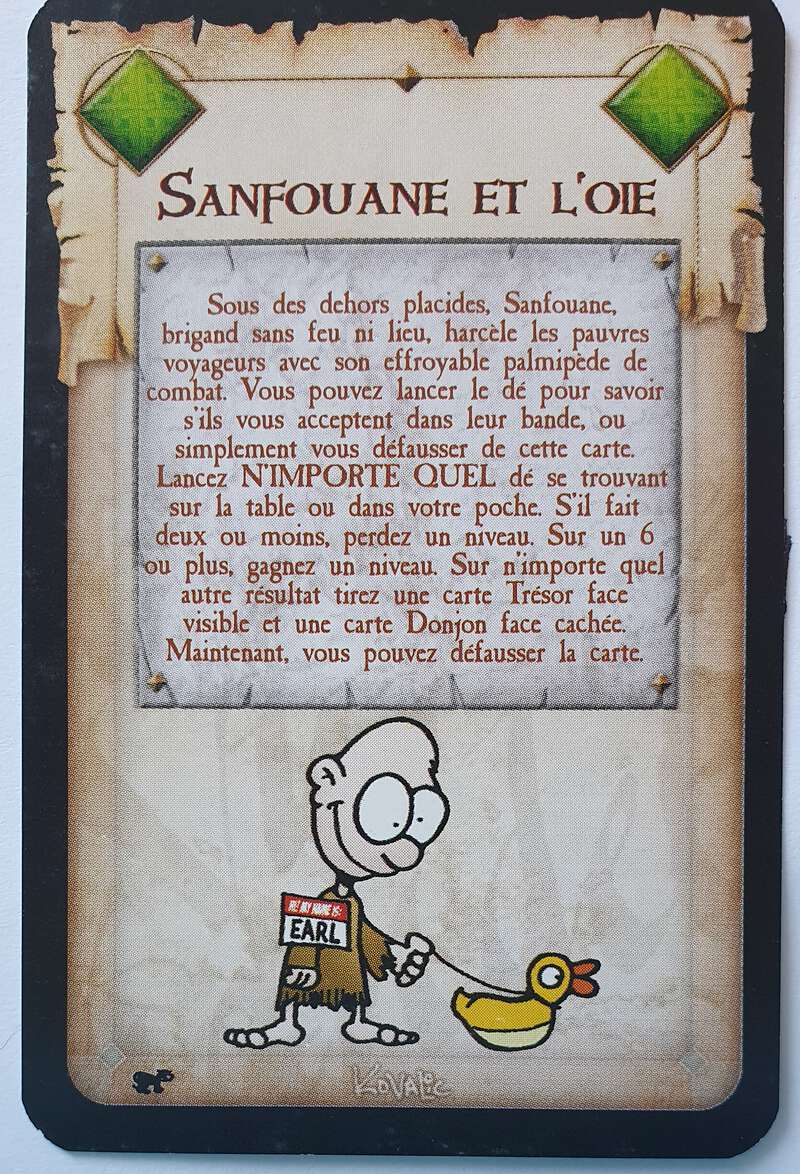 SANFOUANE ET L'OIE
Sous des dehors placides, Sanfouane,
brigand sans feu ni lieu, harcèle les pauvres
voyageurs avec son effroyable palmipède de
combat. Vous pouvez lancer le dé pour savoir
s'ils vous acceptent dans leur bande, ou
simplement vous défausser de cette carte.
Lancez N'IMPORTE QUEL dé se trouvant
sur la table ou dans votre poche. S'il fait
deux ou moins, perdez un niveau. Sur un 6
ou plus, gagnez un niveau. Sur n'importe quel
autre résultat tirez une carte Trésor face
visible et une carte Donjon face cachée.
Maintenant, vous pouvez défausser la carte.
HI! MY NAME IS:
EARL
KOVALIC